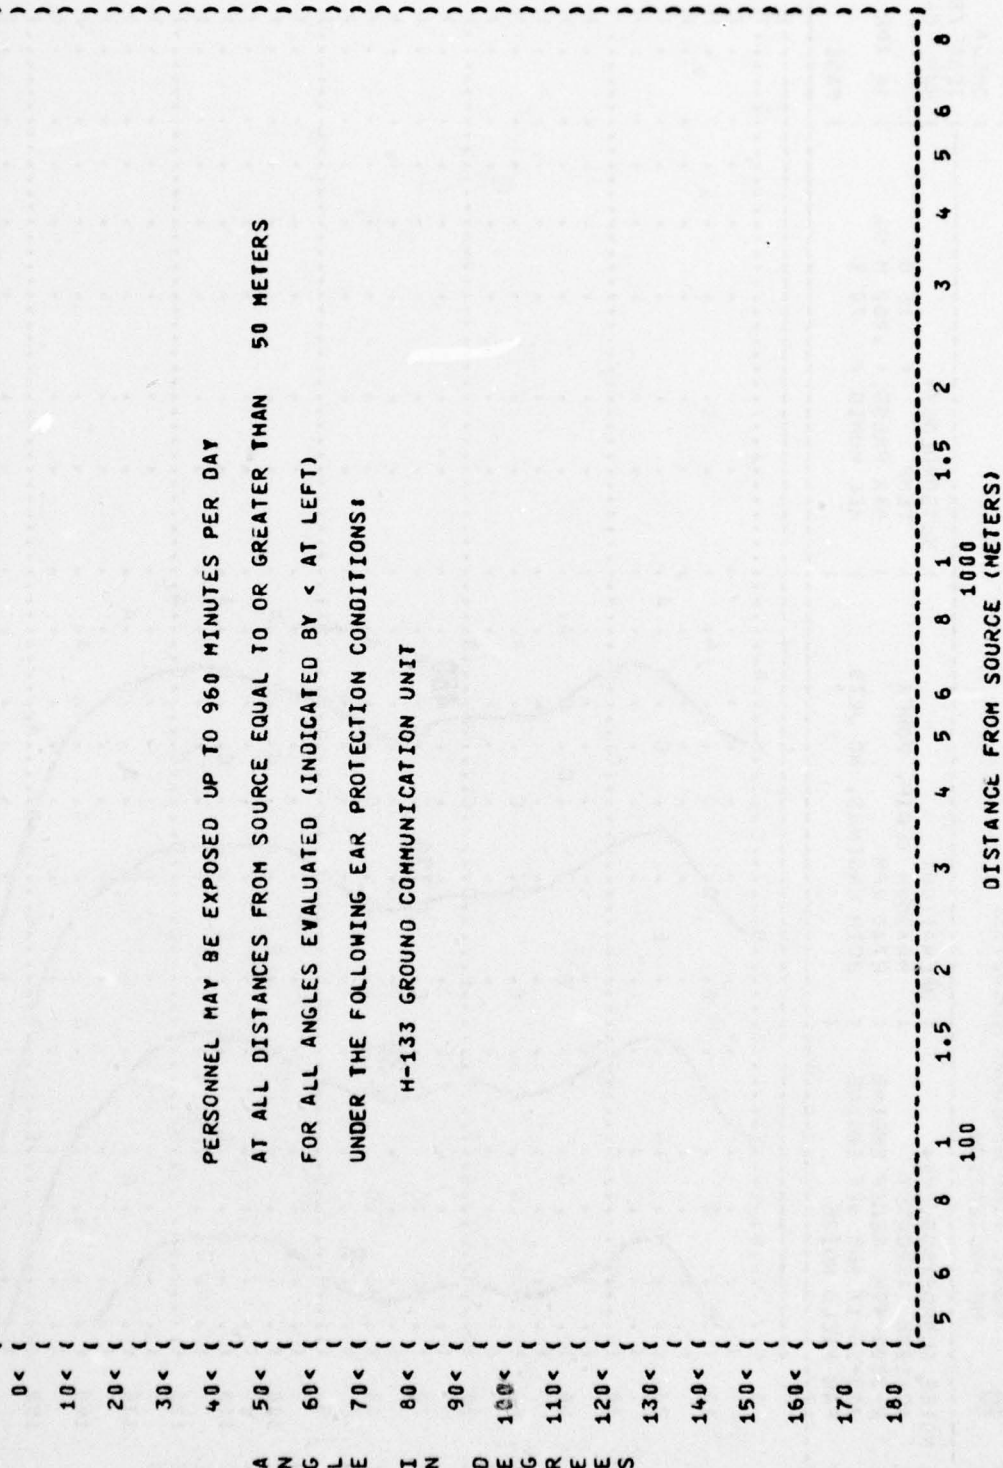 0<
10<
20<
30<
40< PERSONNEL MAY BE EXPOSED UP TO 960 MINUTES PER DAY
A 50< AT ALL DISTANCES FROM SOURCE EQUAL TO OR GREATER THAN 50 METERS
N
G 60< FOR ALL ANGLES EVALUATED (INDICATED BY < AT LEFT)
L
E 70< UNDER THE FOLLOWING EAR PROTECTION CONDITIONS:
I 80< H-133 GROUND COMMUNICATION UNIT
N
90<
D
E 100<
G
R 110<
E
E 120<
S
130<
140<
150<
160<
170
180
5 6 8 1 1.5 2 3 4 5 6 8 1 1.5 2 3 4 5 6 8
100 1000
DISTANCE FROM SOURCE (METERS)